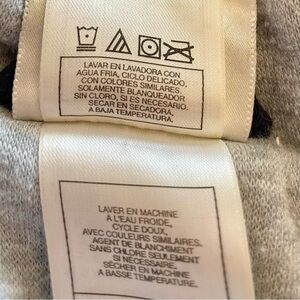 LAVAR EN LAVADORA CON
AGUA FRIA, CICLO DELICADO,
CON COLORES SIMILARES.
SOLAMENTE BLANQUEADOR
SIN CLORO, SI ES NECESARIO.
SECAR EN SECADORA,
A BAJA TEMPERATURA.
LAVER EN MACHINE
À L'EAU FROIDE,
CYCLE DOUX,
AVEC COULEURS SIMILAIRES.
AGENT DE BLANCHIMENT
SANS CHLORE SEULEMENT
SI NÉCESSAIRE.
SÉCHER EN MACHINE
A BASSE TEMPÉRATURE.